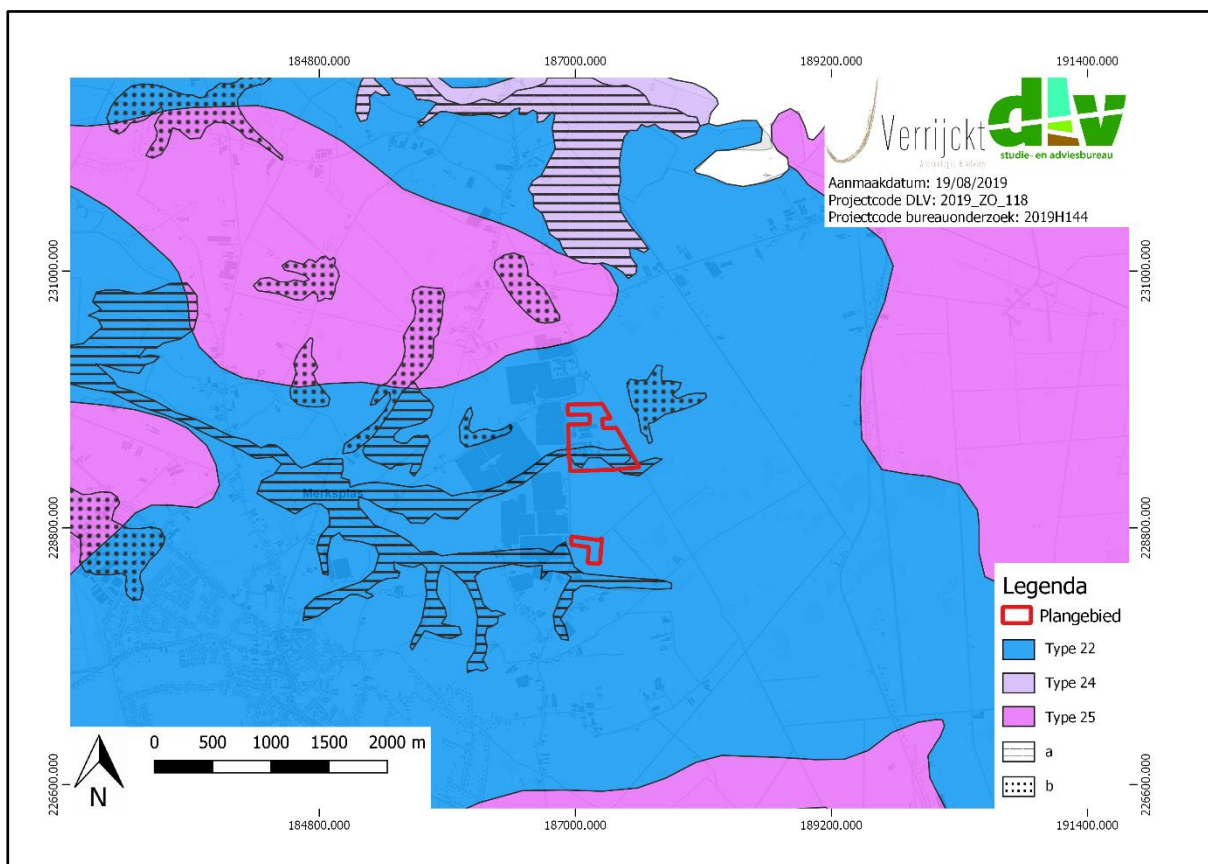 184800.000 187000.000 189200.000 191400.000
Verrijckt
dlv
studie- en adviesbureau
Aanmaakdatum: 19/08/2019
Projectcode DLV: 2019_ZO_118
Projectcode bureauonderzoek: 2019H144
231000.000 231000.000
Merksplas
228800.000 228800.000
Legenda
Plangebied
Type 22
Type 24
Type 25
a
b
0 500 1000 1500 2000 m
N
226600.000 226600.000
184800.000 187000.000 189200.000 191400.000